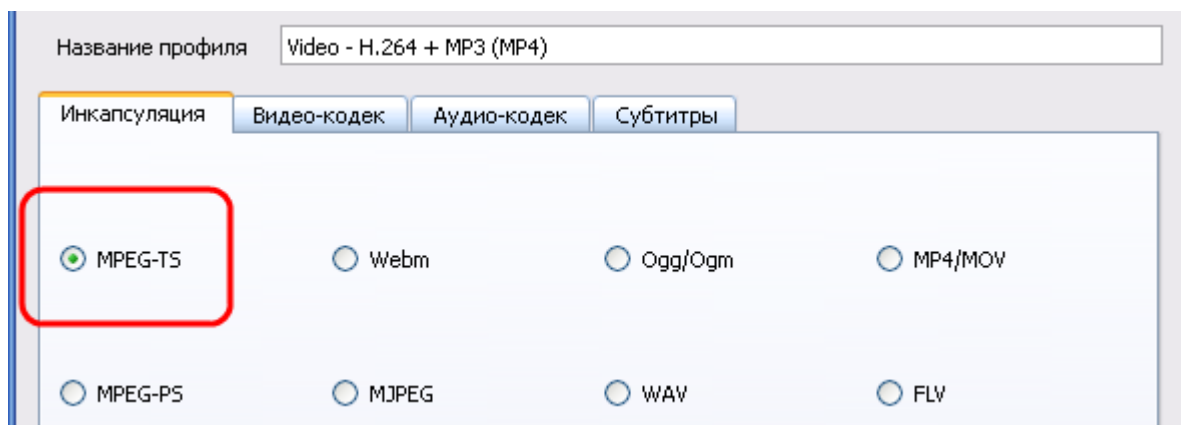 Название профиля Video - H.264 + MP3 (MP4)
Инкапсуляция Видео-кодек Аудио-кодек Субтитры
MPEG-TS Webm Ogg/Ogm MP4/MOV
MPEG-PS MJPEG WAV FLV